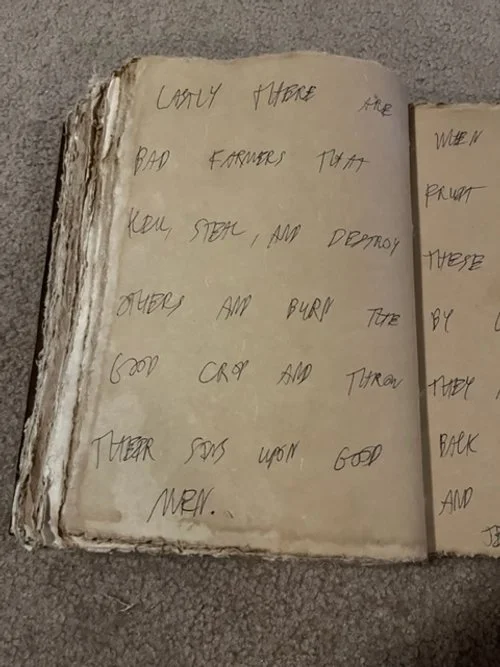 LASTLY THERE ARE
BAD FARMERS THAT
KILL, STEAL, AND DESTROY
OTHERS AND BURN THE
GOOD CROP AND THROW
THEIR SINS UPON GOOD
MEN.
WHEN
FRUIT
THESE
BY
THEY
BACK
AND